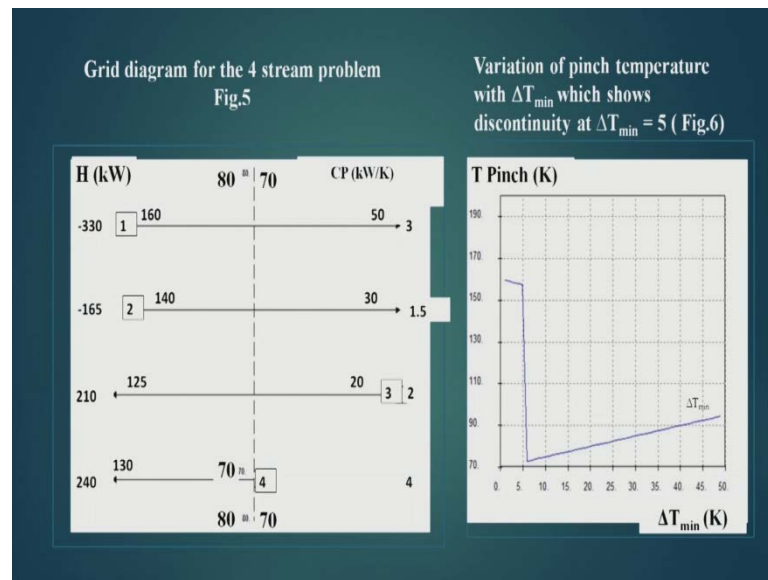 Grid diagram for the 4 stream problem
Fig.5
Variation of pinch temperature
with ΔTmin which shows
discontinuity at ΔTmin = 5 ( Fig.6)
H (kW) 80 80. 70 CP (kW/K)
160 50
-330 1 3
140 30
-165 2 1.5
125 20
210 3 2
130 70 70.
240 4 4
80 80. 70
T Pinch (K)
190.
170.
150.
130.
110.
90.
70.
ΔTmin
0. 5. 10. 15. 20. 25. 30. 35. 40. 45. 50.
ΔTmin (K)